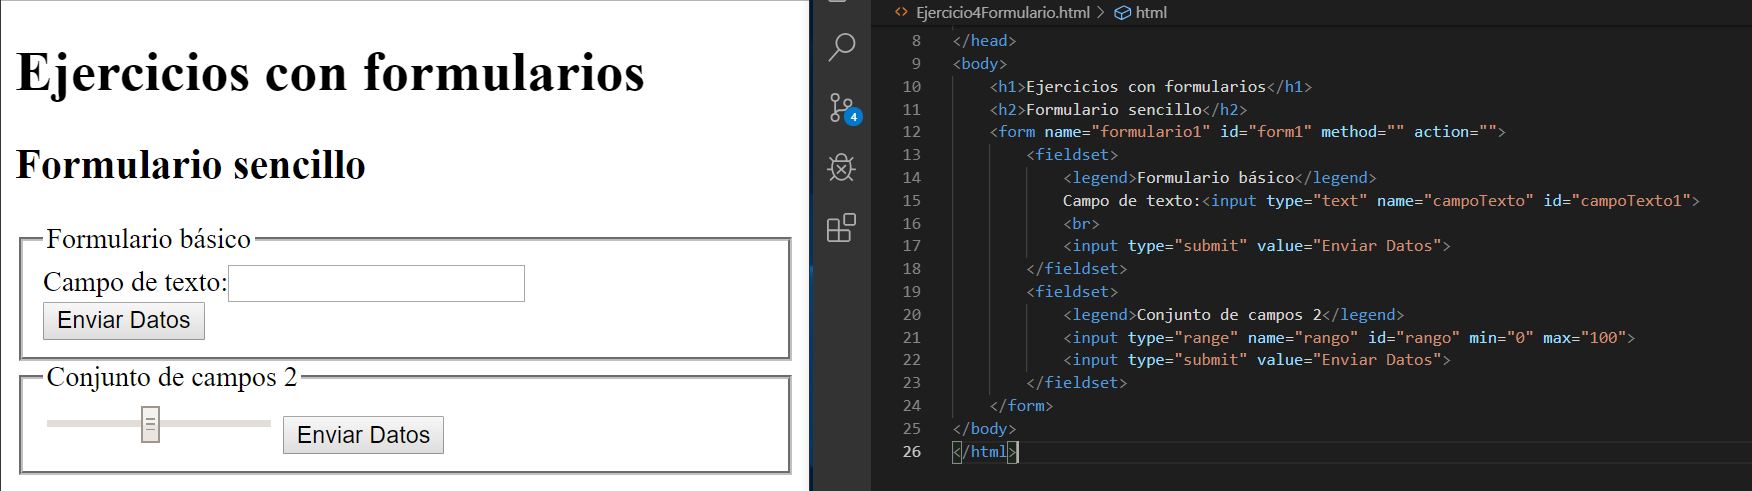 Ejercicios con formularios
Formulario sencillo
Formulario básico
Campo de texto:
Enviar Datos
Conjunto de campos 2
Enviar Datos
4
<> Ejercicio4Formulario.html > html
8 </head>
9 <body>
10 <h1>Ejercicios con formularios</h1>
11 <h2>Formulario sencillo</h2>
12 <form name="formulario1" id="form1" method="" action="">
13 <fieldset>
14 <legend>Formulario básico</legend>
15 Campo de texto:<input type="text" name="campoTexto" id="campoTexto1">
16 <br>
17 <input type="submit" value="Enviar Datos">
18 </fieldset>
19 <fieldset>
20 <legend>Conjunto de campos 2</legend>
21 <input type="range" name="rango" id="rango" min="0" max="100">
22 <input type="submit" value="Enviar Datos">
23 </fieldset>
24 </form>
25 </body>
26 </html>